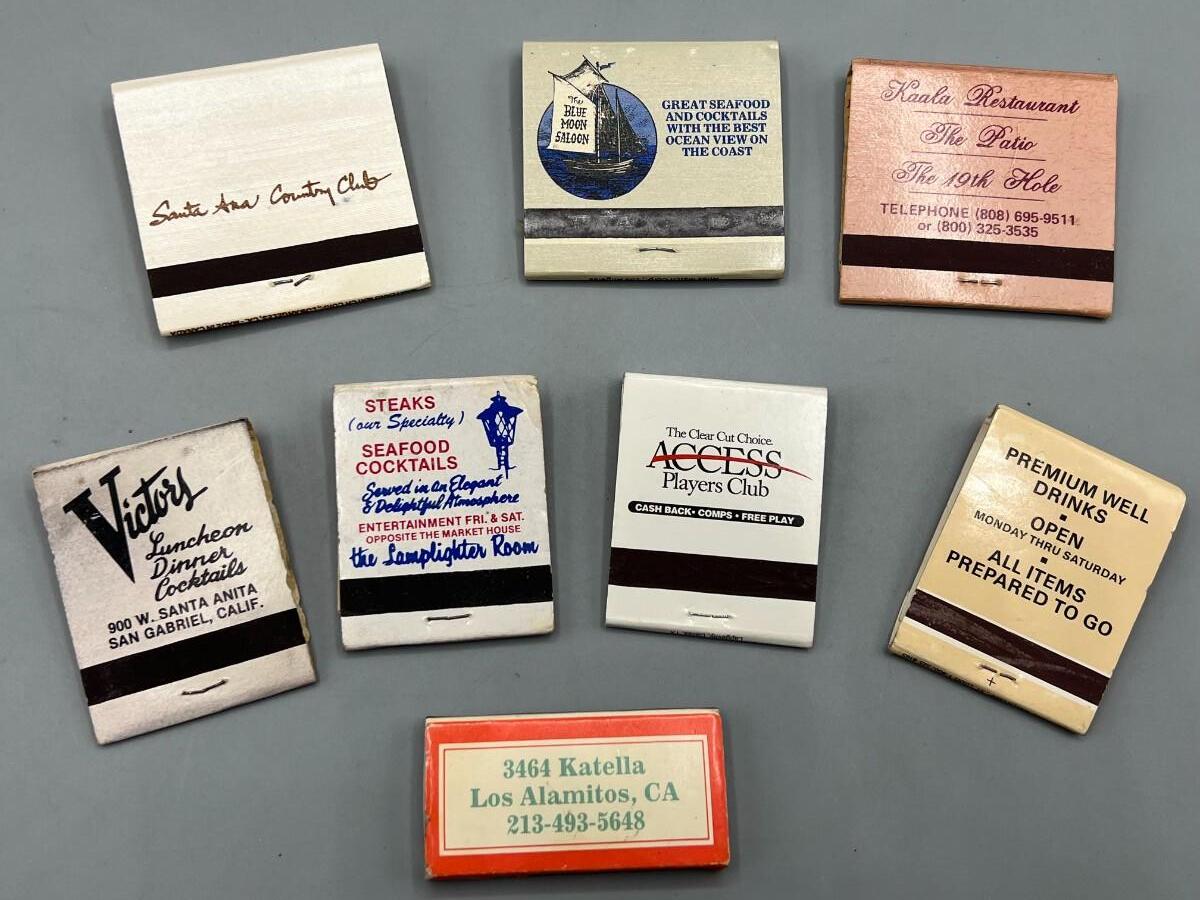 Santa Ana Country Club
The
BLUE
MOON
SALOON
GREAT SEAFOOD
AND COCKTAILS
WITH THE BEST
OCEAN VIEW ON
THE COAST
Kaala Restaurant
The Patio
The 19th Hole
TELEPHONE (808) 695-9511
or (800) 325-3535
Victors
Luncheon
Dinner
Cocktails
900 W. SANTA ANITA
SAN GABRIEL, CALIF.
STEAKS
(our Specialty)
SEAFOOD
COCKTAILS
Served in an Elegant
& Delightful Atmosphere
ENTERTAINMENT FRI. & SAT.
OPPOSITE THE MARKET HOUSE
the Lamplighter Room
The Clear Cut Choice.
ACCESS
Players Club
CASH BACK • COMPS • FREE PLAY
PREMIUM WELL
DRINKS
•
OPEN
MONDAY THRU SATURDAY
•
ALL ITEMS
PREPARED TO GO
+
3464 Katella
Los Alamitos, CA
213-493-5648